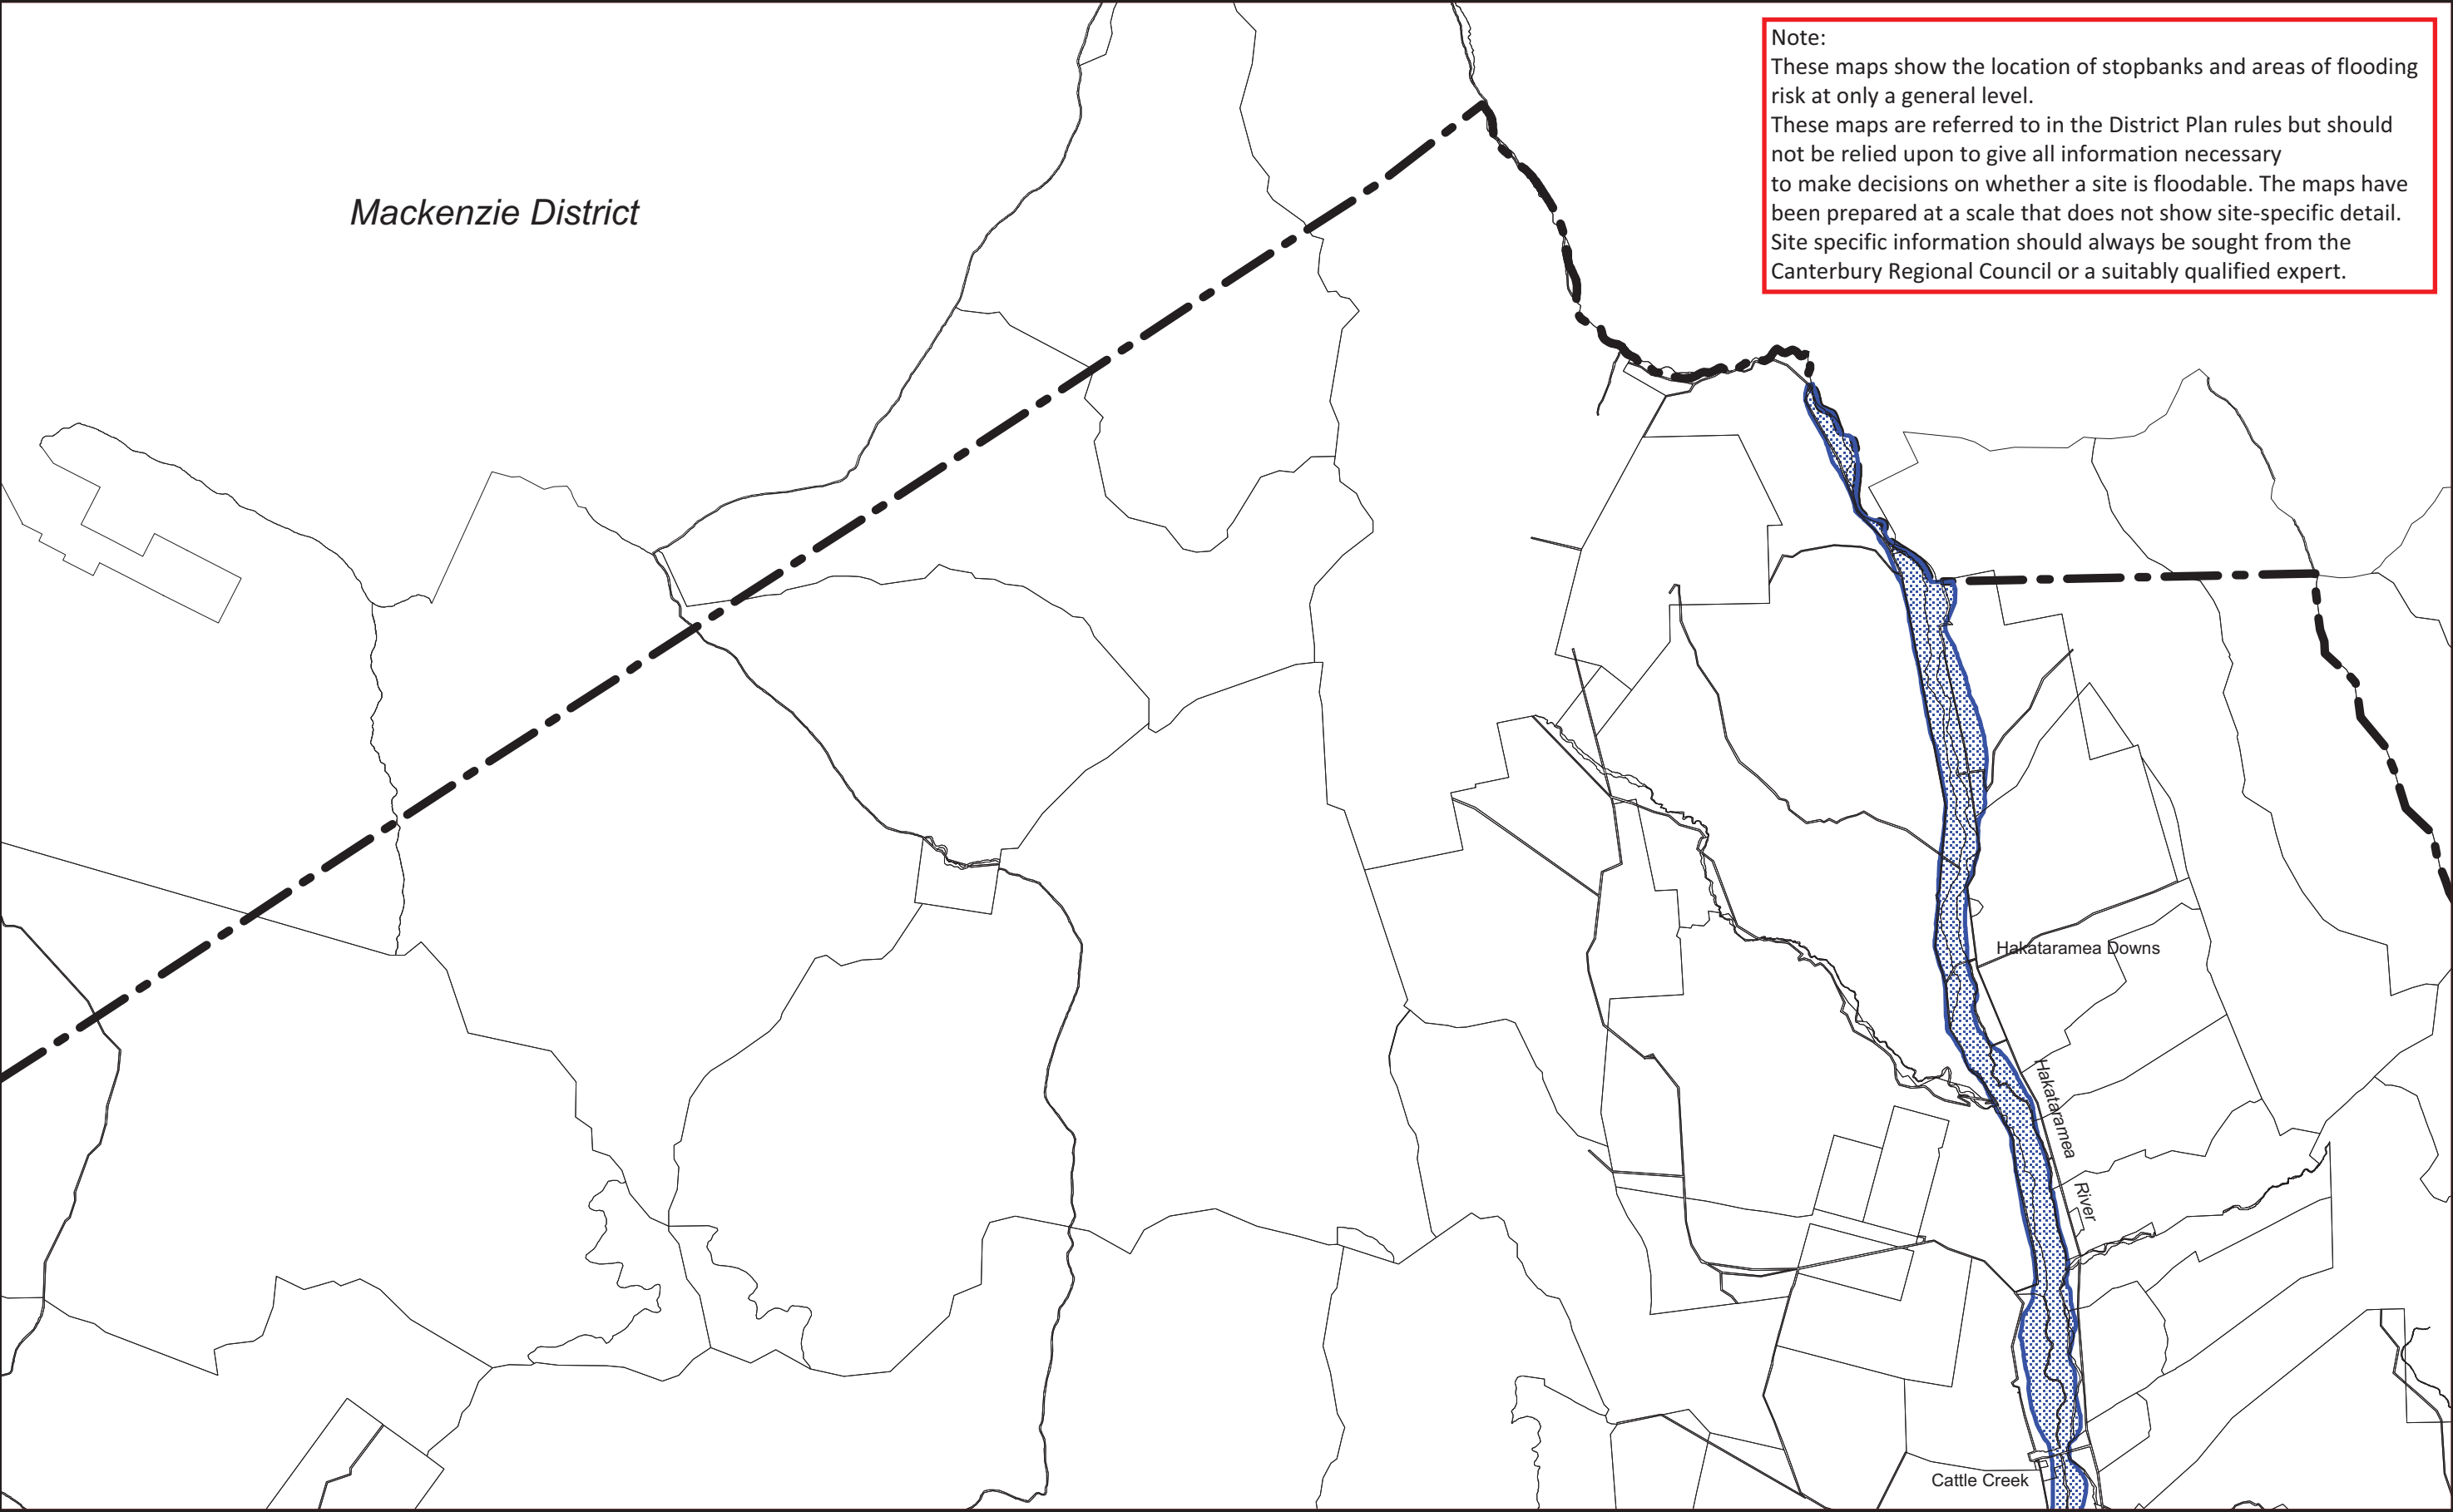 Note:
These maps show the location of stopbanks and areas of flooding
risk at only a general level.
These maps are referred to in the District Plan rules but should
not be relied upon to give all information necessary
to make decisions on whether a site is floodable. The maps have
been prepared at a scale that does not show site-specific detail.
Site specific information should always be sought from the
Canterbury Regional Council or a suitably qualified expert.
Mackenzie District
Hakataramea Downs
Hakataramea
River
Cattle Creek